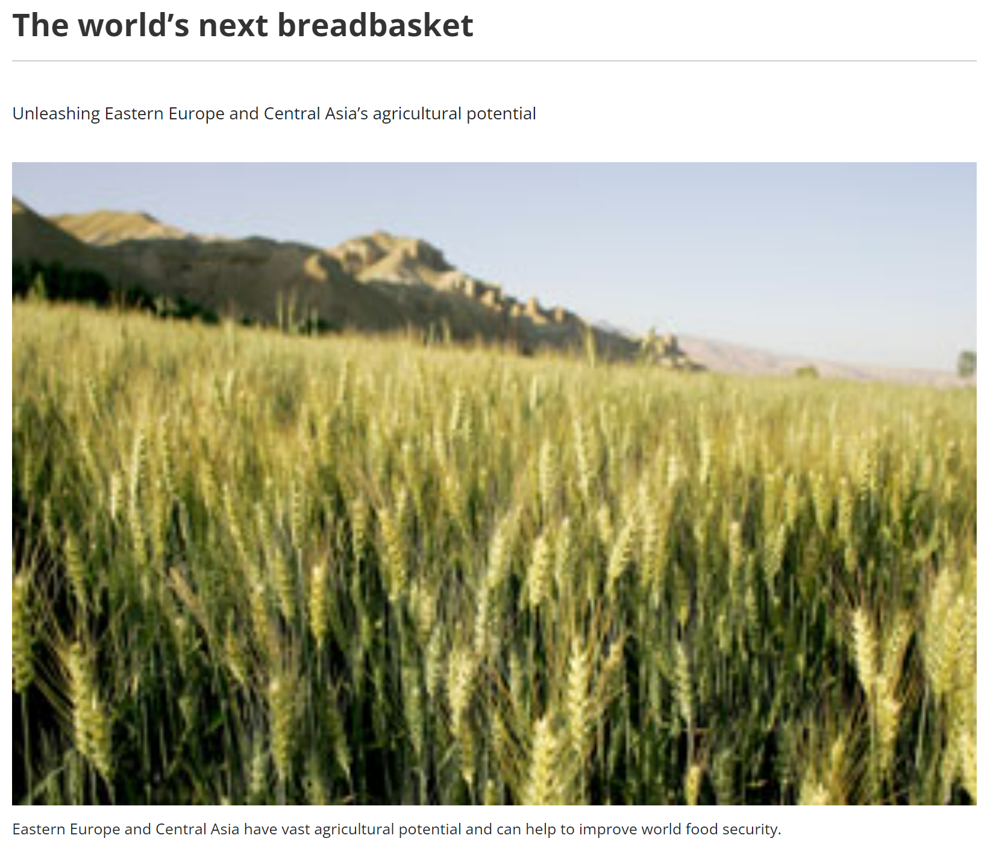 The world’s next breadbasket
Unleashing Eastern Europe and Central Asia’s agricultural potential
Eastern Europe and Central Asia have vast agricultural potential and can help to improve world food security.